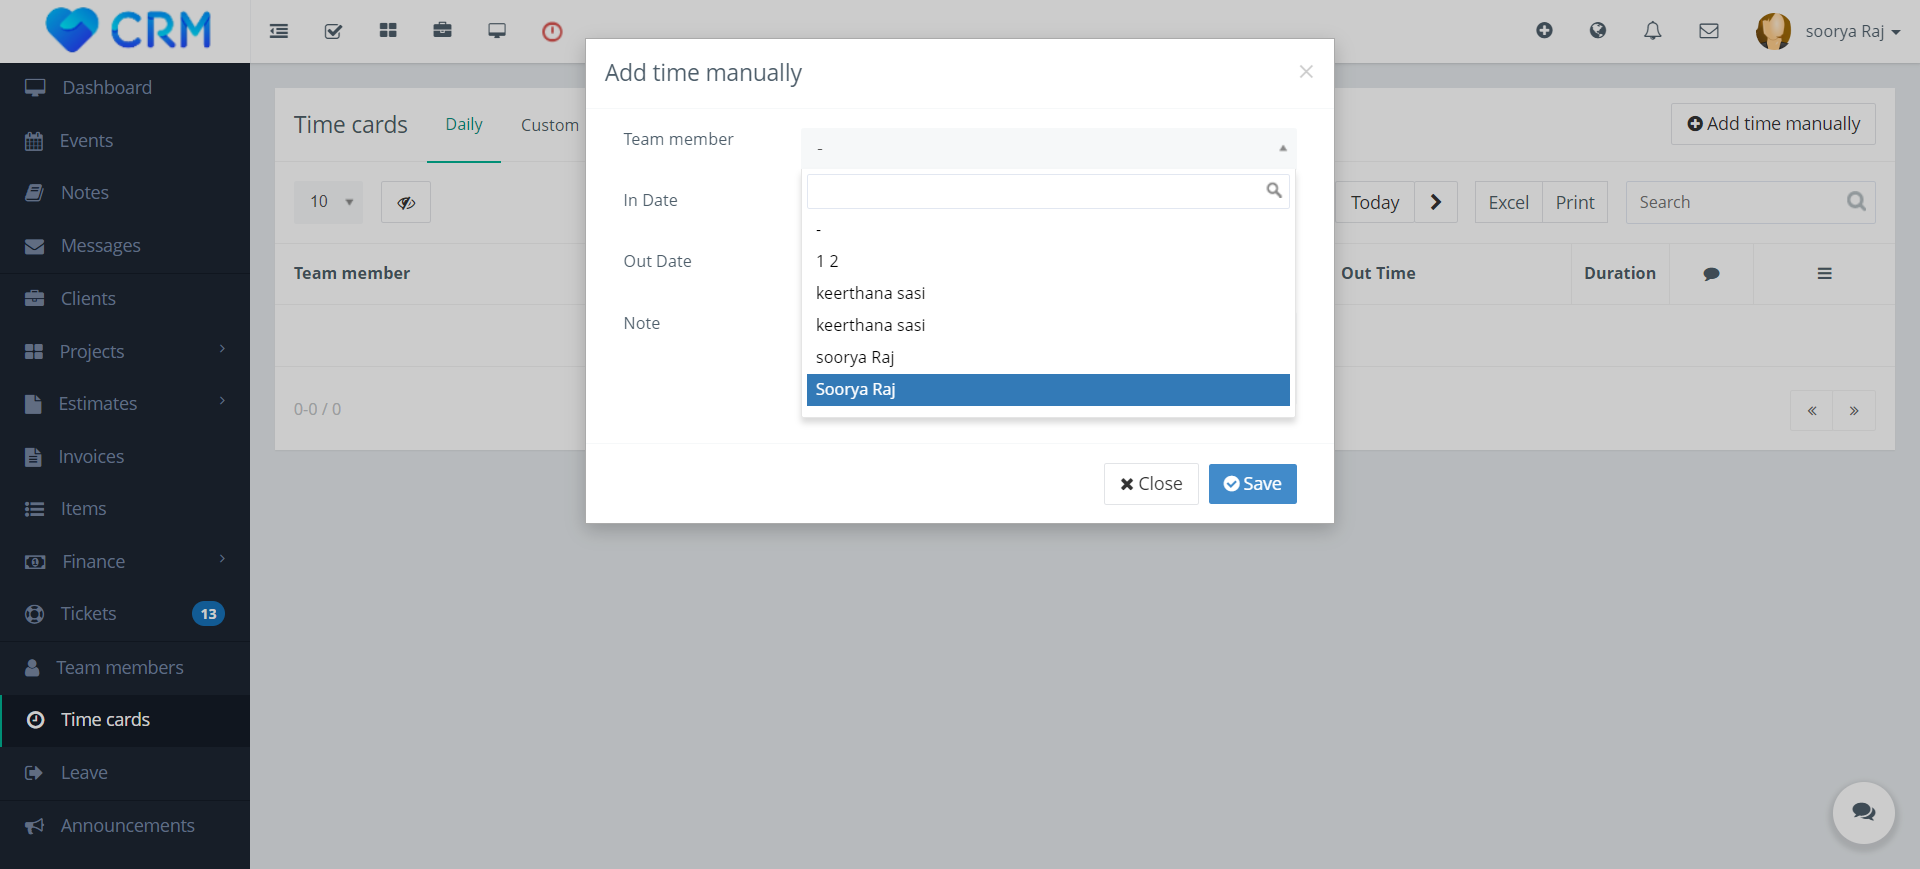 CRM
soorya Raj
Dashboard
Events
Notes
Messages
Clients
Projects
Estimates
Invoices
Items
Finance
Tickets 13
Team members
Time cards
Leave
Announcements
Time cards Daily Custom
Add time manually
10
Today Excel Print Search
Team member Out Time Duration
0-0 / 0
« »
Add time manually
×
Team member -
In Date
Out Date
Note
-
1 2
keerthana sasi
keerthana sasi
soorya Raj
Soorya Raj
Close Save